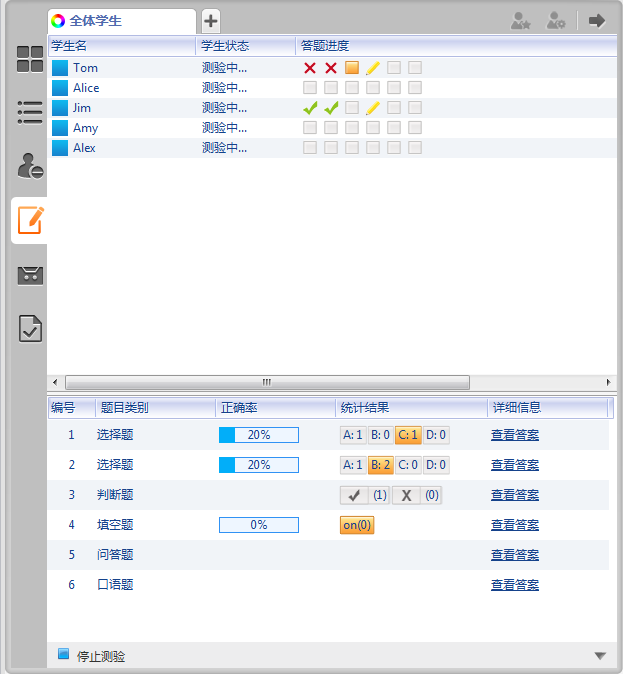 全体学生
学生名 学生状态 答题进度
Tom 测验中...
Alice 测验中...
Jim 测验中...
Amy 测验中...
Alex 测验中...
编号 题目类别 正确率 统计结果 详细信息
1 选择题 20% A: 1 B: 0 C: 1 D: 0 查看答案
2 选择题 20% A: 1 B: 2 C: 0 D: 0 查看答案
3 判断题 (1) X (0) 查看答案
4 填空题 0% on(0) 查看答案
5 问答题 查看答案
6 口语题 查看答案
停止测验